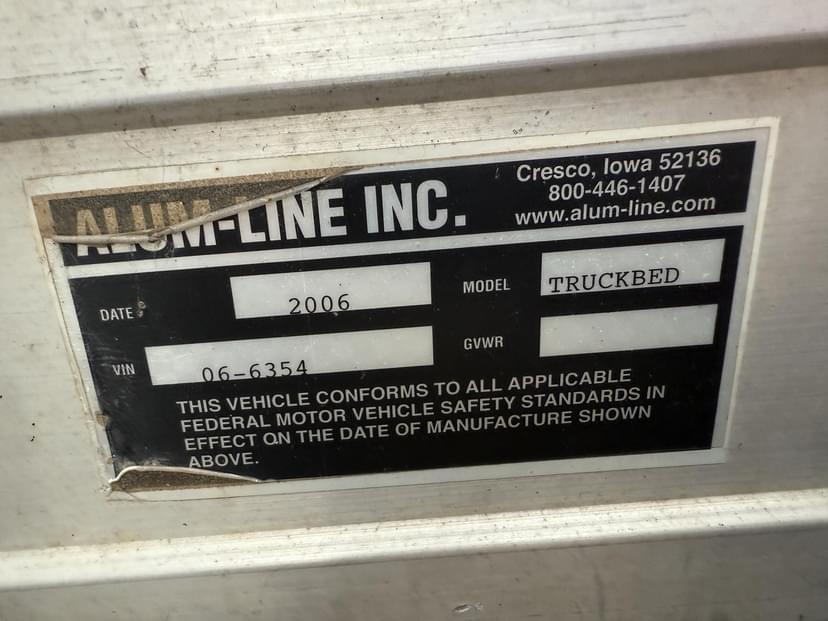 ALUM-LINE INC.
Cresco, Iowa 52136
800-446-1407
www.alum-line.com
DATE 2006
MODEL TRUCKBED
VIN 06-6354
GVWR
THIS VEHICLE CONFORMS TO ALL APPLICABLE
FEDERAL MOTOR VEHICLE SAFETY STANDARDS IN
EFFECT ON THE DATE OF MANUFACTURE SHOWN
ABOVE.